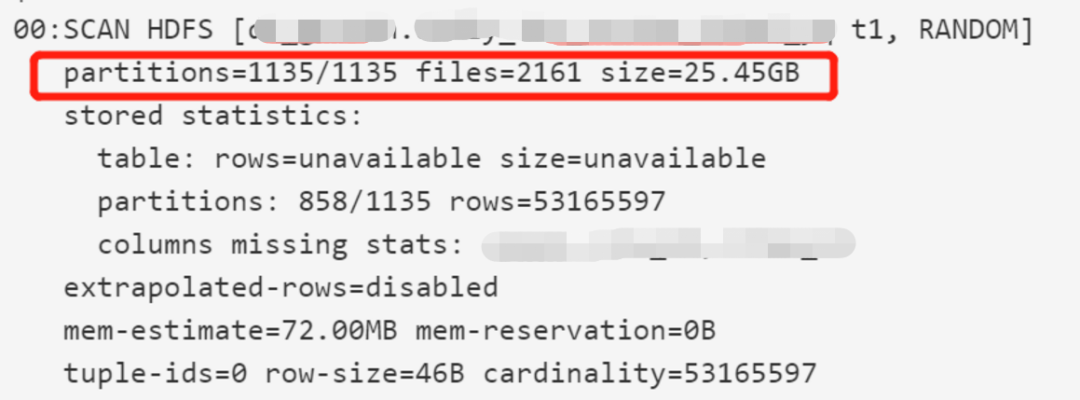 00:SCAN HDFS [ t1, RANDOM]
partitions=1135/1135 files=2161 size=25.45GB
stored statistics:
table: rows=unavailable size=unavailable
partitions: 858/1135 rows=53165597
columns missing stats:
extrapolated-rows=disabled
mem-estimate=72.00MB mem-reservation=0B
tuple-ids=0 row-size=46B cardinality=53165597